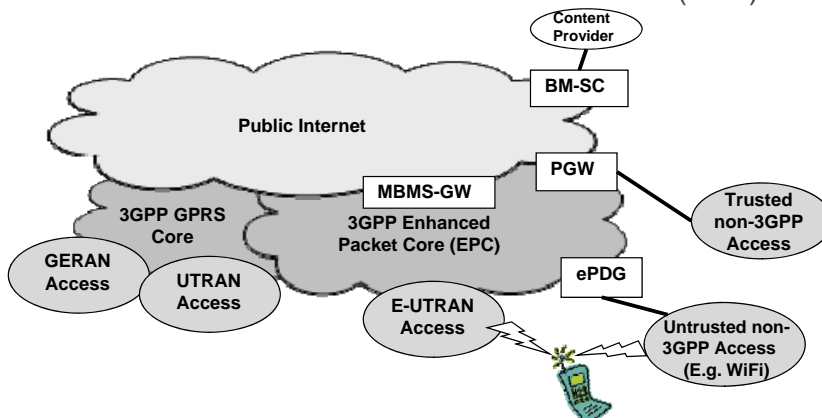 Content
Provider
BM-SC
Public Internet
PGW
MBMS-GW
Trusted
non-3GPP
Access
3GPP GPRS
Core
3GPP Enhanced
Packet Core (EPC)
GERAN
Access
UTRAN
Access
ePDG
E-UTRAN
Access
Untrusted non-
3GPP Access
(E.g. WiFi)